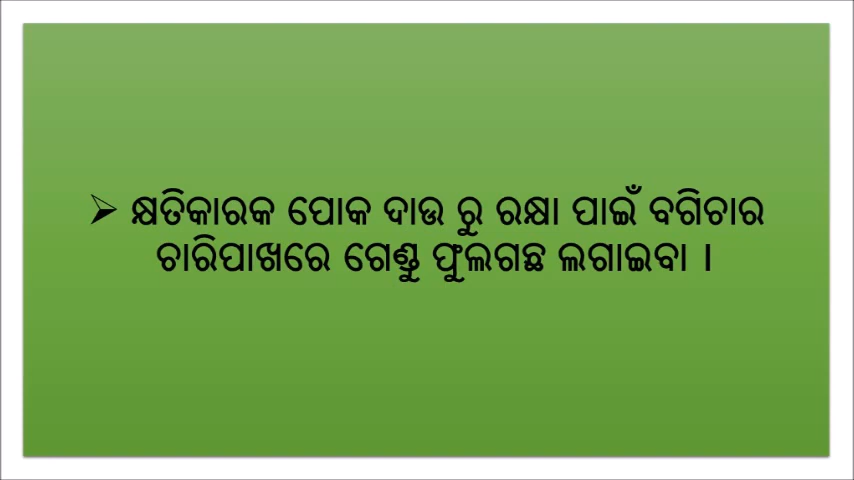 ➢ କ୍ଷତିକାରକ ପୋକ ଦାଉ ରୁ ରକ୍ଷା ପାଇଁ ବଗିଚାର
ଚାରିପାଖରେ ଗେଣ୍ଡୁ ଫୁଲଗଛ ଲଗାଇବା ।